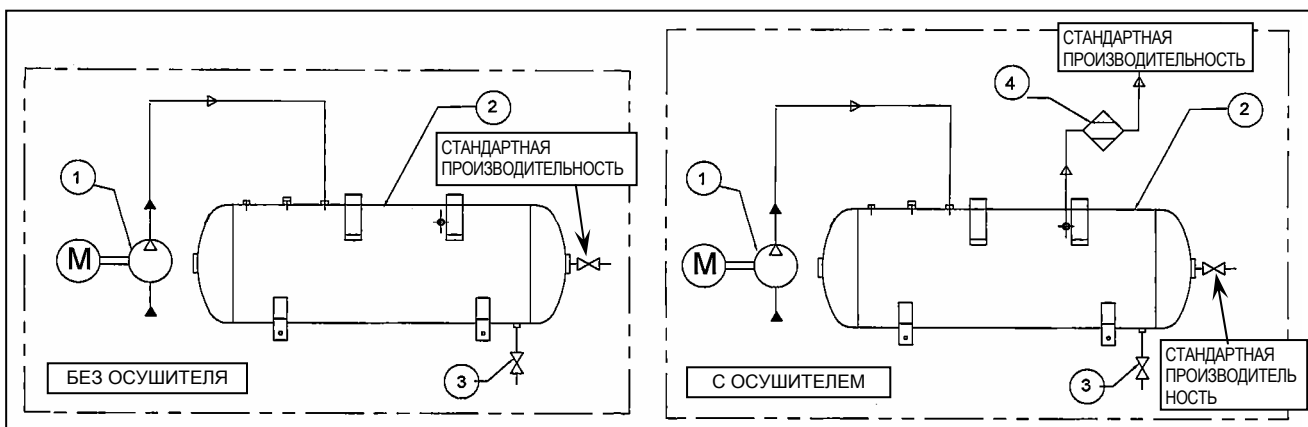 2
СТАНДАРТНАЯ
ПРОИЗВОДИТЕЛЬНОСТЬ
1
M
3
БЕЗ ОСУШИТЕЛЯ
СТАНДАРТНАЯ
ПРОИЗВОДИТЕЛЬНОСТЬ
4
2
1
M
3
С ОСУШИТЕЛЕМ
СТАНДАРТНАЯ
ПРОИЗВОДИТЕЛЬ
НОСТЬ